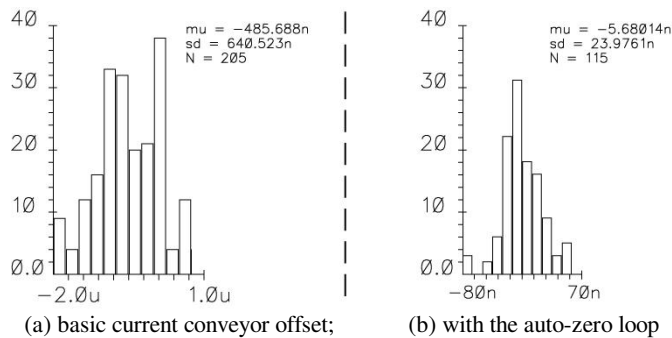 40
30
20
10
0.0
-2.0u
1.0u
mu = -485.688n
sd = 640.523n
N = 205
(a) basic current conveyor offset;
40
30
20
10
0.0
-80n
70n
mu = -5.68014n
sd = 23.9761n
N = 115
(b) with the auto-zero loop